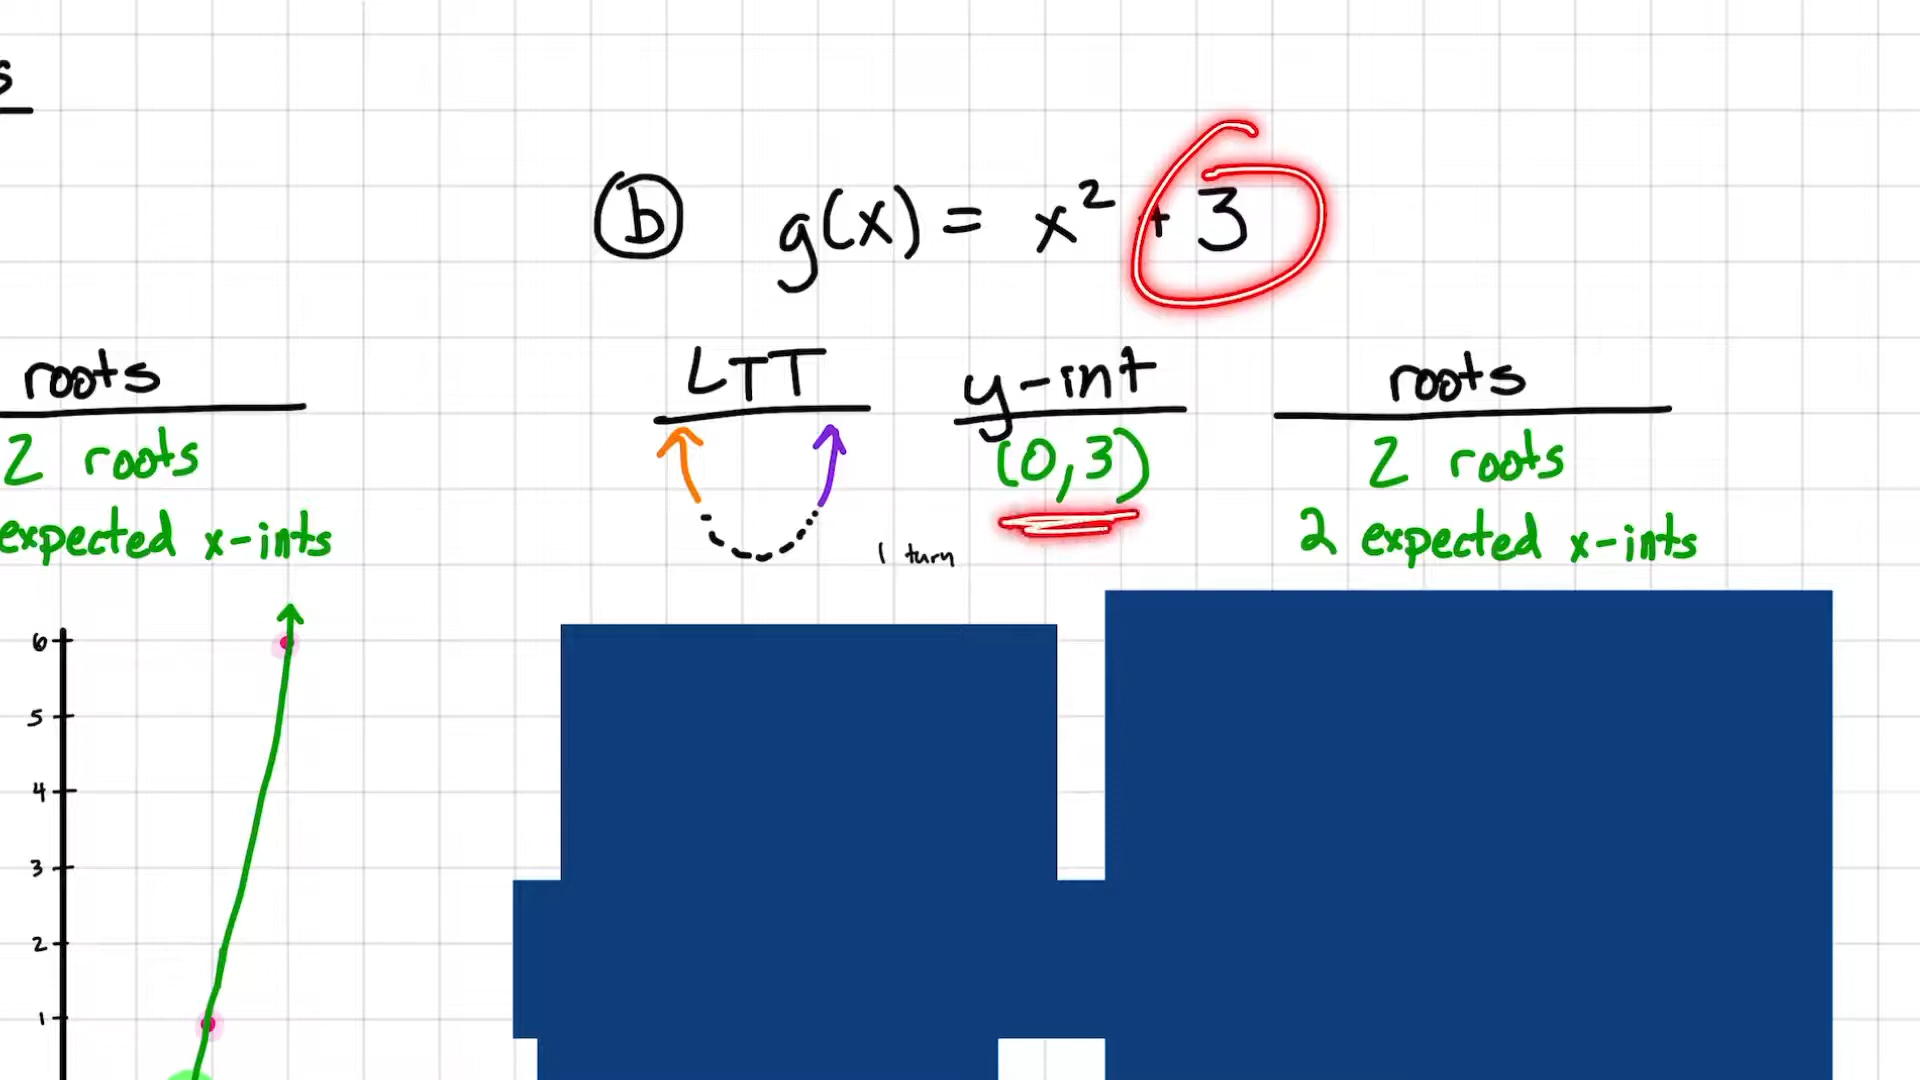 s
ⓑ g(x) = x² + 3
roots
LTT y-int roots
2 roots
(0,3) 2 roots
expected x-ints
1 turn
2 expected x-ints
6
5
4
3
2
1